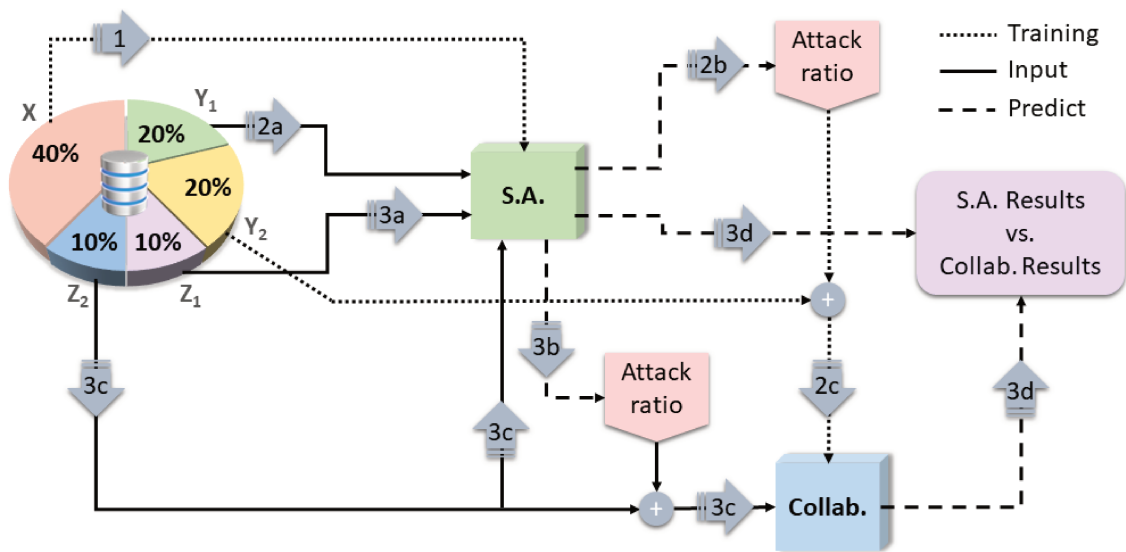 1
Attack
ratio
Training
Input
Predict
2b
X
Y₁
40%
20%
2a
20%
S.A.
S.A. Results
vs.
Collab. Results
3a
3d
Y₂
10%
10%
Z₂
Z₁
+
3b
Attack
ratio
3c
2c
3d
3c
+
3c
Collab.